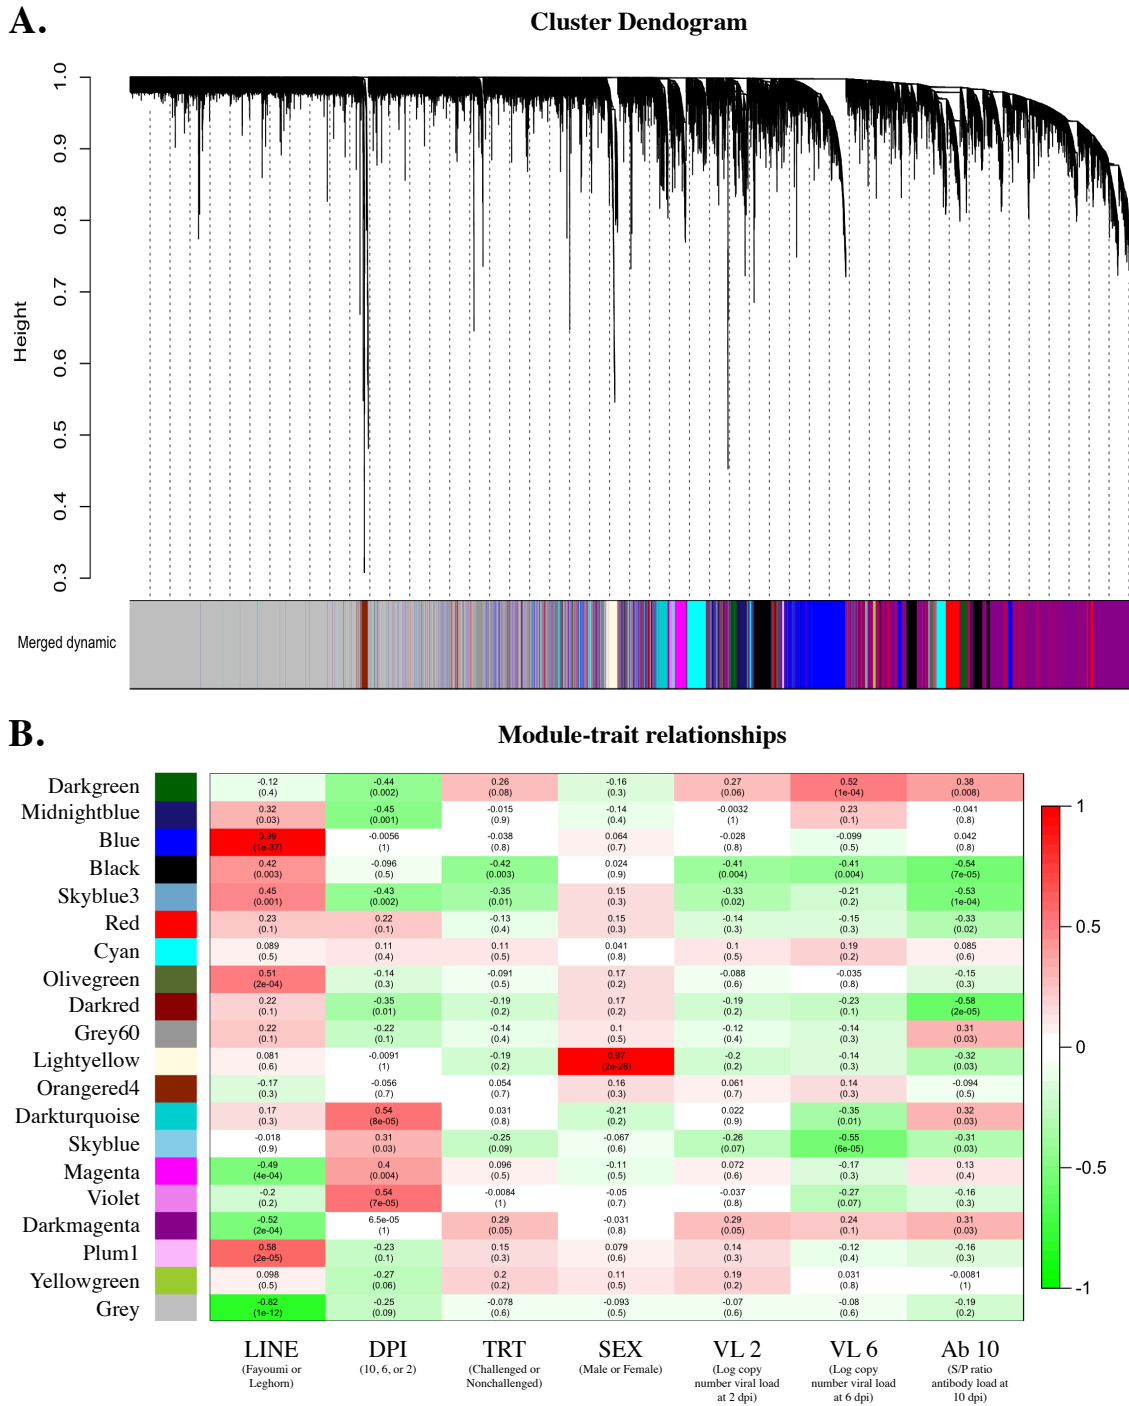 A.
Cluster Dendogram
Height
1.0
0.9
0.8
0.7
0.6
0.5
0.4
0.3
Merged dynamic
B.
Module-trait relationships
Darkgreen -0.12 -0.44 0.26 -0.16 0.27 0.52 0.38
(0.4) (0.002) (0.08) (0.3) (0.06) (1e-04) (0.008)
Midnightblue 0.32 -0.45 -0.015 -0.14 -0.0032 0.23 -0.041
(0.03) (0.001) (0.9) (0.4) (1) (0.1) (0.8)
Blue 0.99 -0.0056 -0.038 0.064 -0.028 -0.099 0.042
(1e-37) (1) (0.8) (0.7) (0.8) (0.5) (0.8)
Black 0.42 -0.096 -0.42 0.024 -0.41 -0.41 -0.54
(0.003) (0.5) (0.003) (0.9) (0.004) (0.004) (7e-05)
Skyblue3 0.45 -0.43 -0.35 0.15 -0.33 -0.21 -0.53
(0.001) (0.002) (0.01) (0.3) (0.02) (0.2) (1e-04)
Red 0.23 0.22 -0.13 0.15 -0.14 -0.15 -0.33
(0.1) (0.1) (0.4) (0.3) (0.3) (0.3) (0.02)
Cyan 0.089 0.11 0.11 0.041 0.1 0.19 0.085
(0.5) (0.4) (0.5) (0.8) (0.5) (0.2) (0.6)
Olivegreen 0.51 -0.14 -0.091 0.17 -0.088 -0.035 -0.15
(2e-04) (0.3) (0.5) (0.2) (0.6) (0.8) (0.3)
Darkred 0.22 -0.35 -0.19 0.17 -0.19 -0.23 -0.58
(0.1) (0.01) (0.2) (0.2) (0.2) (0.1) (2e-05)
Grey60 0.22 -0.22 -0.14 0.1 -0.12 -0.14 0.31
(0.1) (0.1) (0.4) (0.5) (0.4) (0.3) (0.03)
Lightyellow 0.081 -0.0091 -0.19 0.97 -0.2 -0.14 -0.32
(0.6) (1) (0.2) (2e-28) (0.2) (0.3) (0.03)
Orangered4 -0.17 -0.056 0.054 0.16 0.061 0.14 -0.094
(0.3) (0.7) (0.7) (0.3) (0.7) (0.3) (0.5)
Darkturquoise 0.17 0.54 0.031 -0.21 0.022 -0.35 0.32
(0.3) (8e-05) (0.8) (0.2) (0.9) (0.01) (0.03)
Skyblue -0.018 0.31 -0.25 -0.067 -0.26 -0.55 -0.31
(0.9) (0.03) (0.09) (0.6) (0.07) (6e-05) (0.03)
Magenta -0.49 0.4 0.096 -0.11 0.072 -0.17 0.13
(4e-04) (0.004) (0.5) (0.5) (0.6) (0.3) (0.4)
Violet -0.2 0.54 -0.0084 -0.05 -0.037 -0.27 -0.16
(0.2) (7e-05) (1) (0.7) (0.8) (0.07) (0.3)
Darkmagenta -0.52 6.5e-05 0.29 -0.031 0.29 0.24 0.31
(2e-04) (1) (0.05) (0.8) (0.05) (0.1) (0.03)
Plum1 0.58 -0.23 0.15 0.079 0.14 -0.12 -0.16
(2e-05) (0.1) (0.3) (0.6) (0.3) (0.4) (0.3)
Yellowgreen 0.098 -0.27 0.2 0.11 0.19 0.031 -0.0081
(0.5) (0.06) (0.2) (0.5) (0.2) (0.8) (1)
Grey -0.82 -0.25 -0.078 -0.093 -0.07 -0.08 -0.19
(1e-12) (0.09) (0.6) (0.5) (0.6) (0.6) (0.2)
1
0.5
0
-0.5
-1
LINE DPI TRT SEX VL 2 VL 6 Ab 10
(Fayoumi or (10, 6, or 2) (Challenged or (Male or Female) (Log copy (Log copy (S/P ratio
Leghorn) Nonchallenged) number viral load number viral load antibody load at
at 2 dpi) at 6 dpi) 10 dpi)